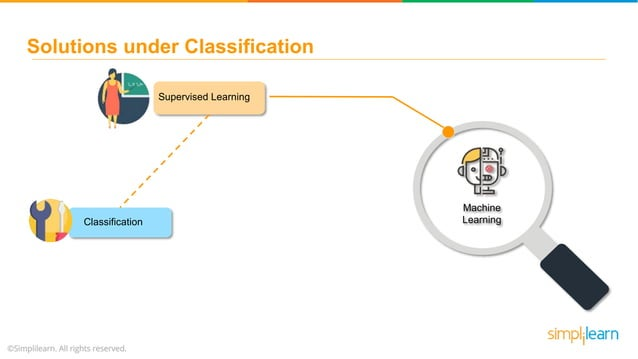 Solutions under Classification
Supervised Learning
Classification
Machine
Learning
simplilearn
©Simplilearn. All rights reserved.